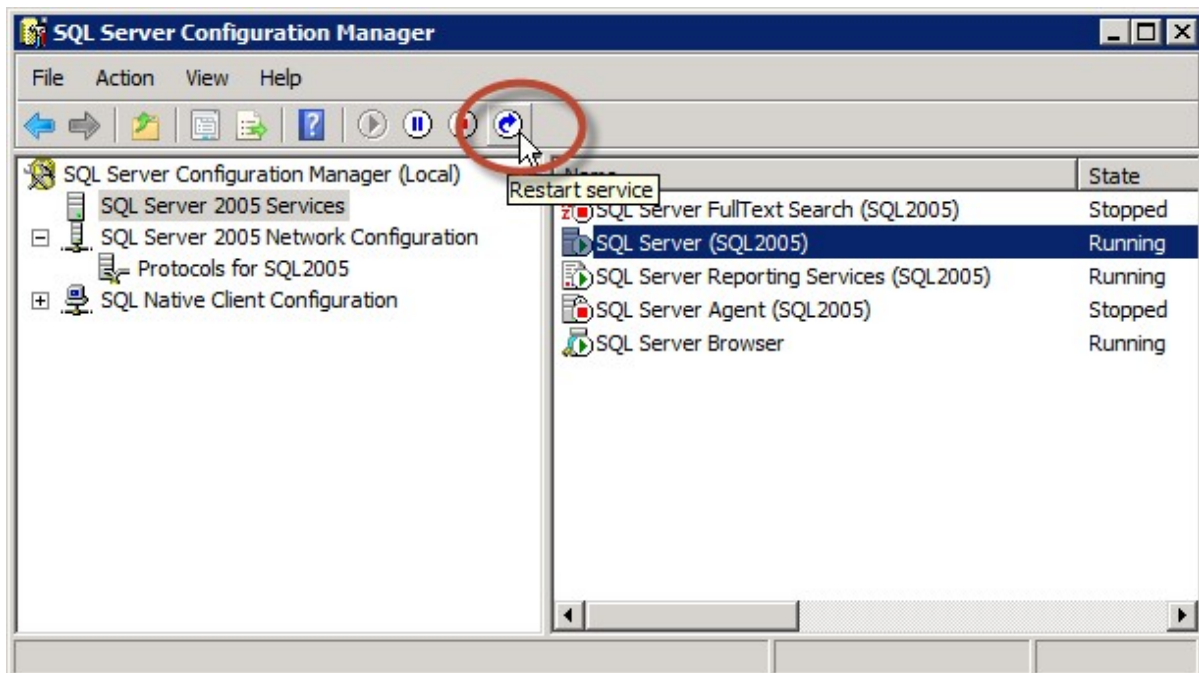 SQL Server Configuration Manager
File Action View Help
SQL Server Configuration Manager (Local)
SQL Server 2005 Services
SQL Server 2005 Network Configuration
Protocols for SQL2005
SQL Native Client Configuration
Restart service
Name State
SQL Server FullText Search (SQL2005) Stopped
SQL Server (SQL2005) Running
SQL Server Reporting Services (SQL2005) Running
SQL Server Agent (SQL2005) Stopped
SQL Server Browser Running